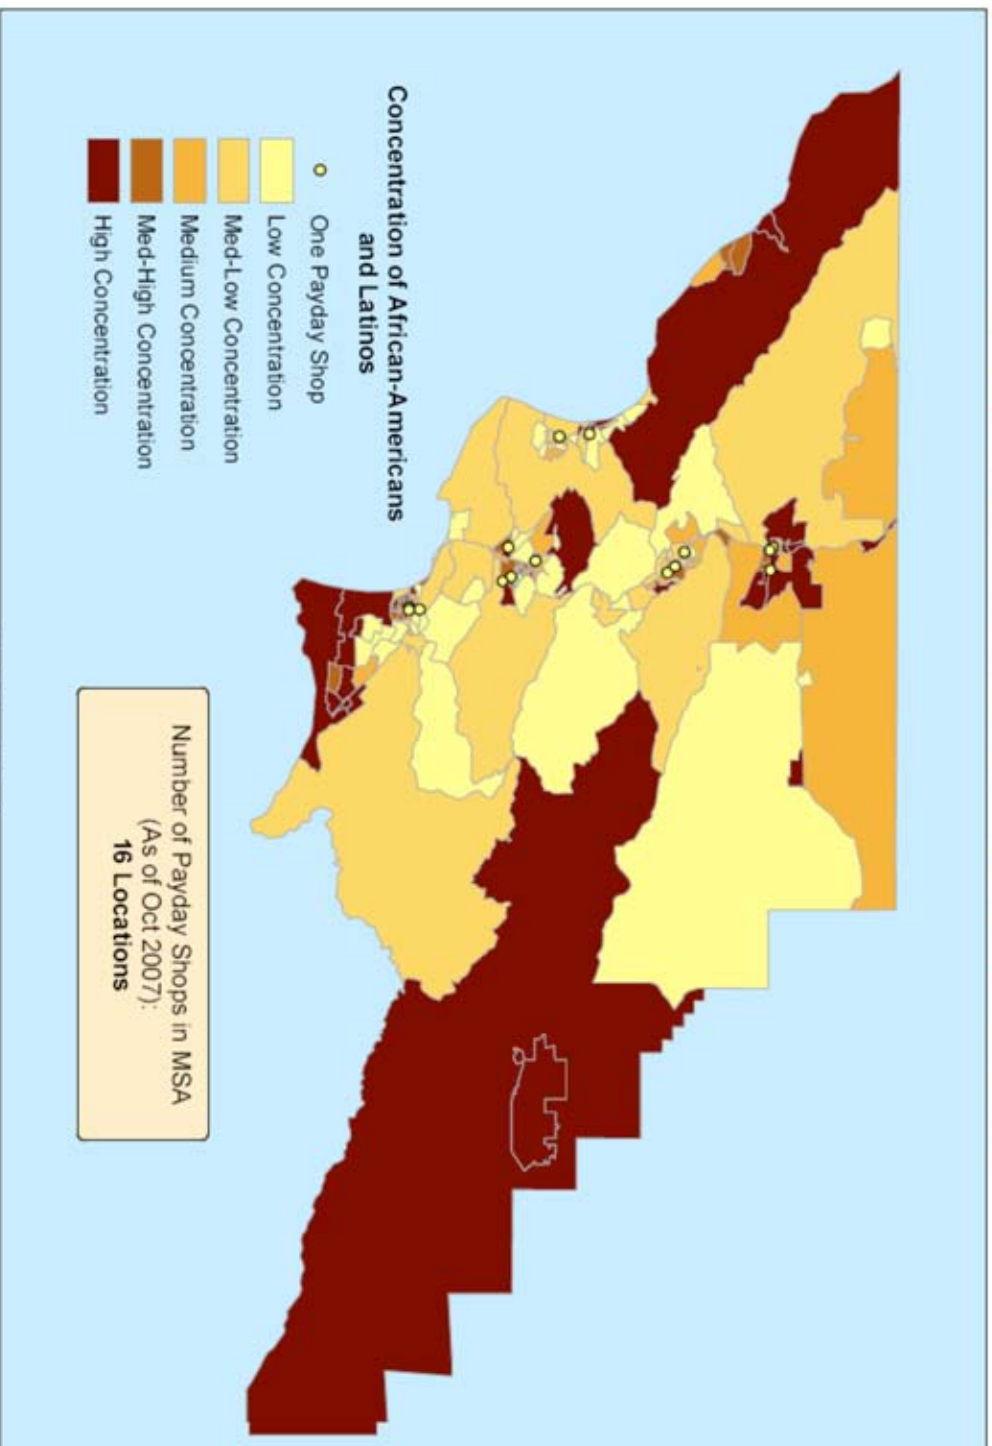 Concentration of African-Americans
and Latinos
One Payday Shop
Low Concentration
Med-Low Concentration
Medium Concentration
Med-High Concentration
High Concentration
Number of Payday Shops in MSA
(As of Oct 2007):
16 Locations